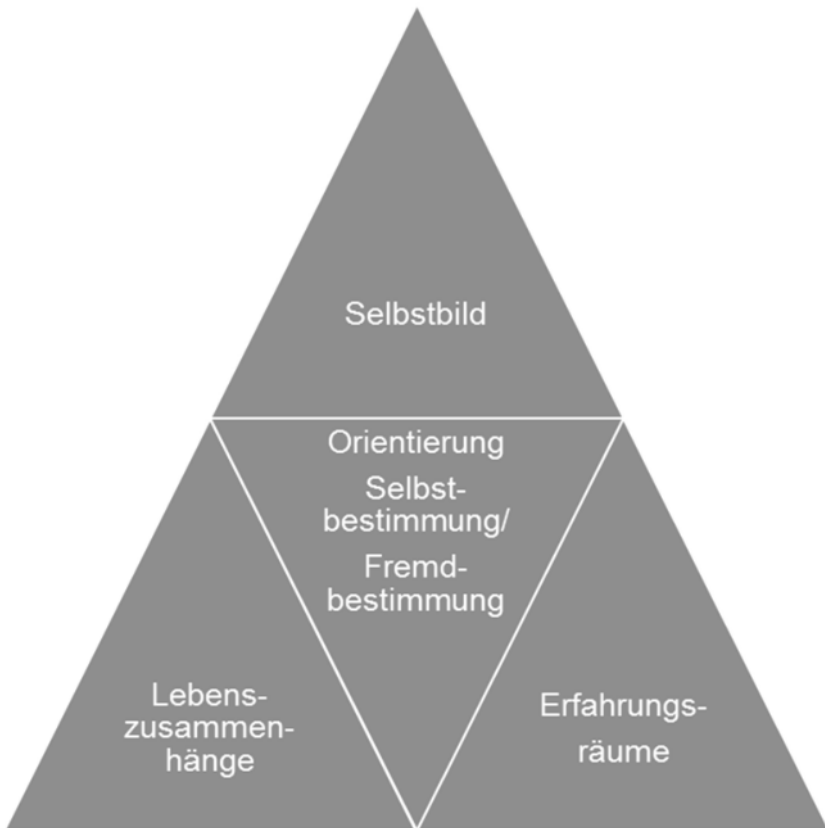 Selbstbild
Orientierung
Selbst-
bestimmung/
Fremd-
bestimmung
Lebens-
zusammen-
hänge
Erfahrungs-
räume